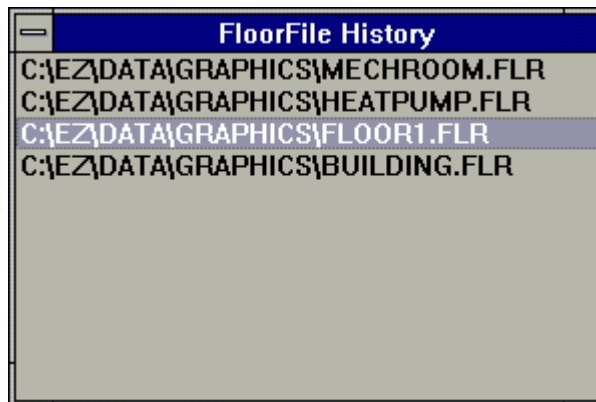 FloorFile History
C:\EZ\DATA\GRAPHICS\MECHROOM.FLR
C:\EZ\DATA\GRAPHICS\HEATPUMP.FLR
C:\EZ\DATA\GRAPHICS\FLOOR1.FLR
C:\EZ\DATA\GRAPHICS\BUILDING.FLR